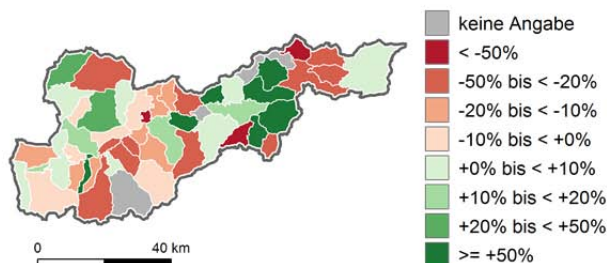 keine Angabe
< -50%
-50% bis < -20%
-20% bis < -10%
-10% bis < +0%
+0% bis < +10%
+10% bis < +20%
+20% bis < +50%
>= +50%
0 40 km